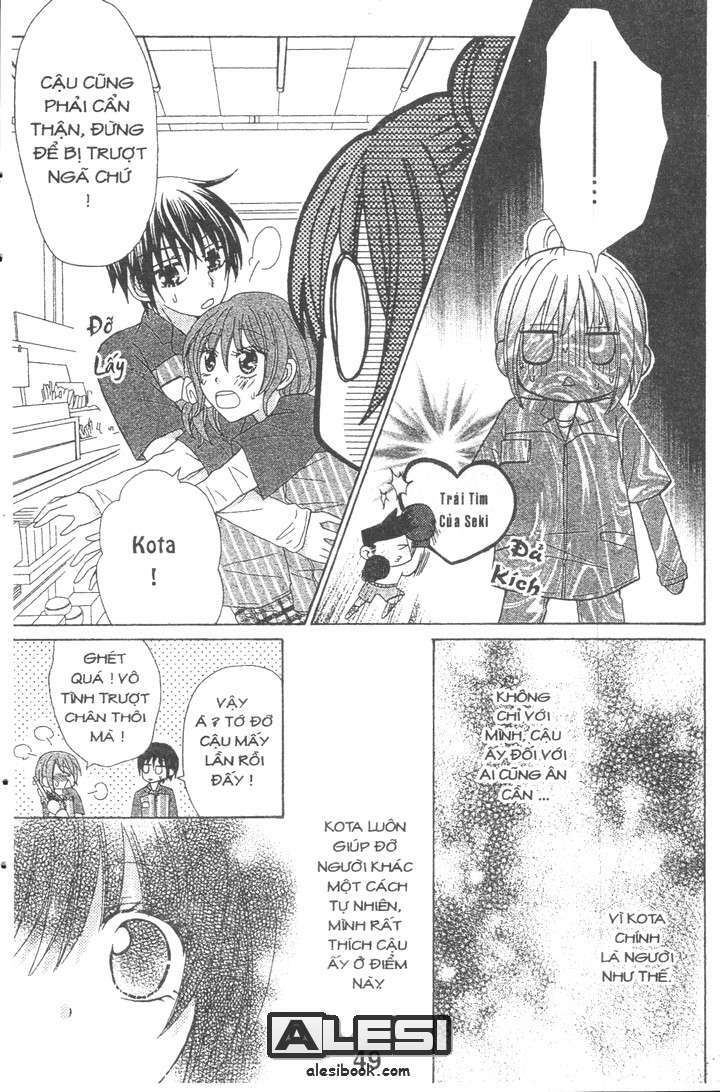 ..........
Trái Tim
Của Seki
Đả
Kích
CẬU CŨNG
PHẢI CẨN
THẬN, ĐỪNG
ĐỂ BỊ TRƯỢT
NGÃ CHỨ
!
Đỡ
Lấy
Kota
!
KHÔNG
CHỈ VỚI
MÌNH, CẬU
ẤY ĐỐI VỚI
AI CŨNG ÂN
CẦN ...
VÌ KOTA
CHÍNH
LÀ NGƯỜI
NHƯ THẾ.
KOTA LUÔN
GIÚP ĐỠ
NGƯỜI KHÁC
MỘT CÁCH
TỰ NHIÊN,
MÌNH RẤT
THÍCH CẬU
ẤY Ở ĐIỂM
NÀY.
VẬY
À ? TỚ ĐỠ
CẬU MẤY
LẦN RỒI
ĐẤY !
GHÉT
QUÁ ! VÔ
TÌNH TRƯỢT
CHÂN THÔI
MÀ !
49
ALESI
alesibook.com